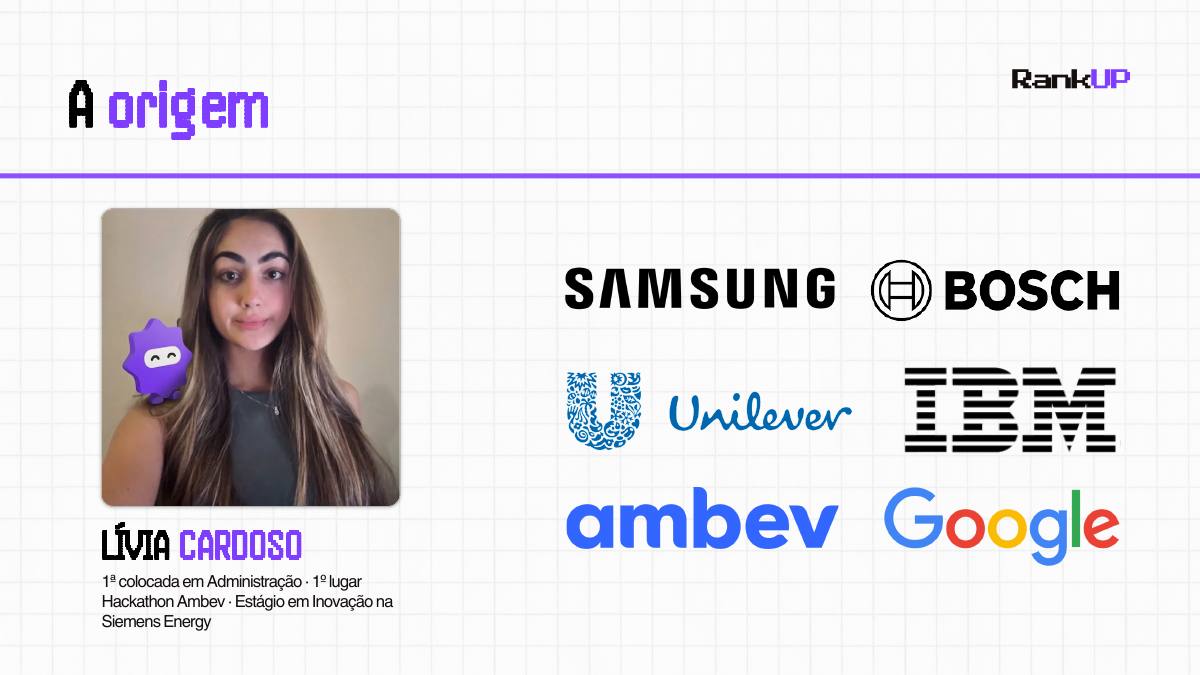 A origem
RankUP
SAMSUNG
BOSCH
Unilever
IBM
ambev
Google
LÍVIA CARDOSO
1ª colocada em Administração · 1º lugar
Hackathon Ambev · Estágio em Inovação na
Siemens Energy